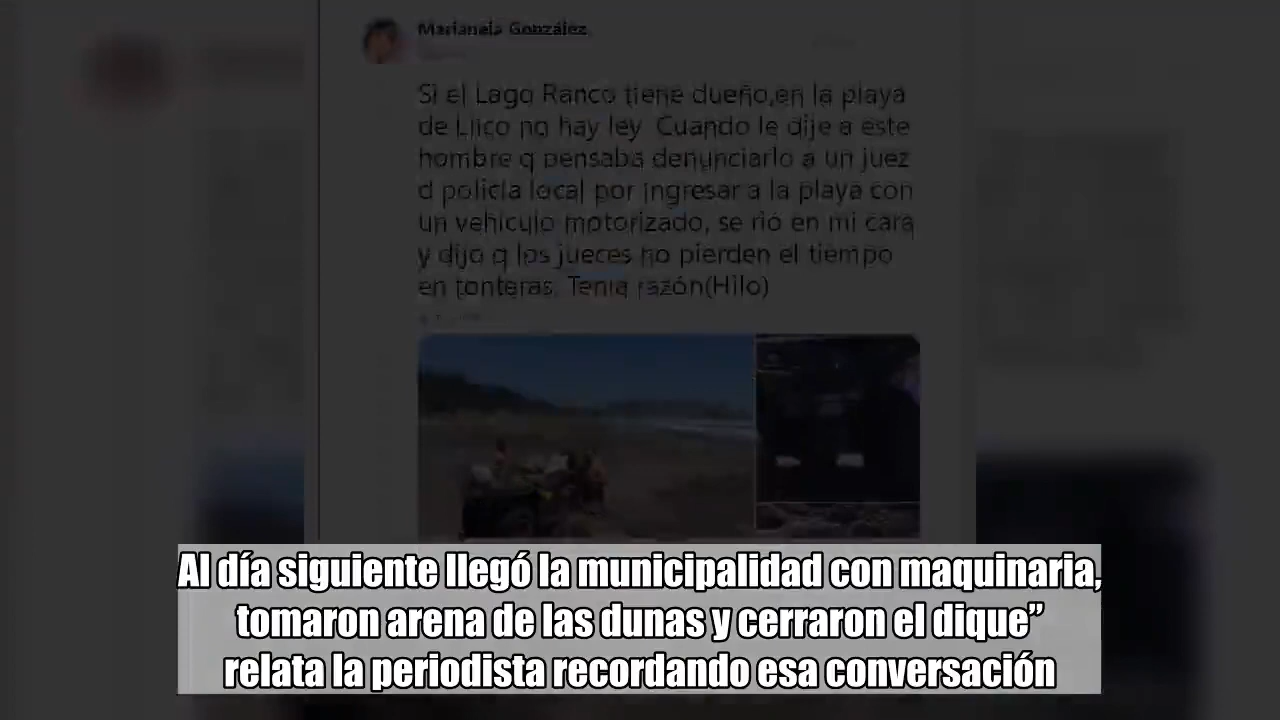 Marianela González
Si el Lago Ranco tiene dueño,en la playa
de Llico no hay ley. Cuando le dije a este
hombre q pensaba denunciarlo a un juez
d policía local por ingresar a la playa con
un vehículo motorizado, se rió en mi cara
y dijo q los jueces no pierden el tiempo
en tonteras. Tenía razón(Hilo)
Al día siguiente llegó la municipalidad con maquinaria,
tomaron arena de las dunas y cerraron el dique”
relata la periodista recordando esa conversación